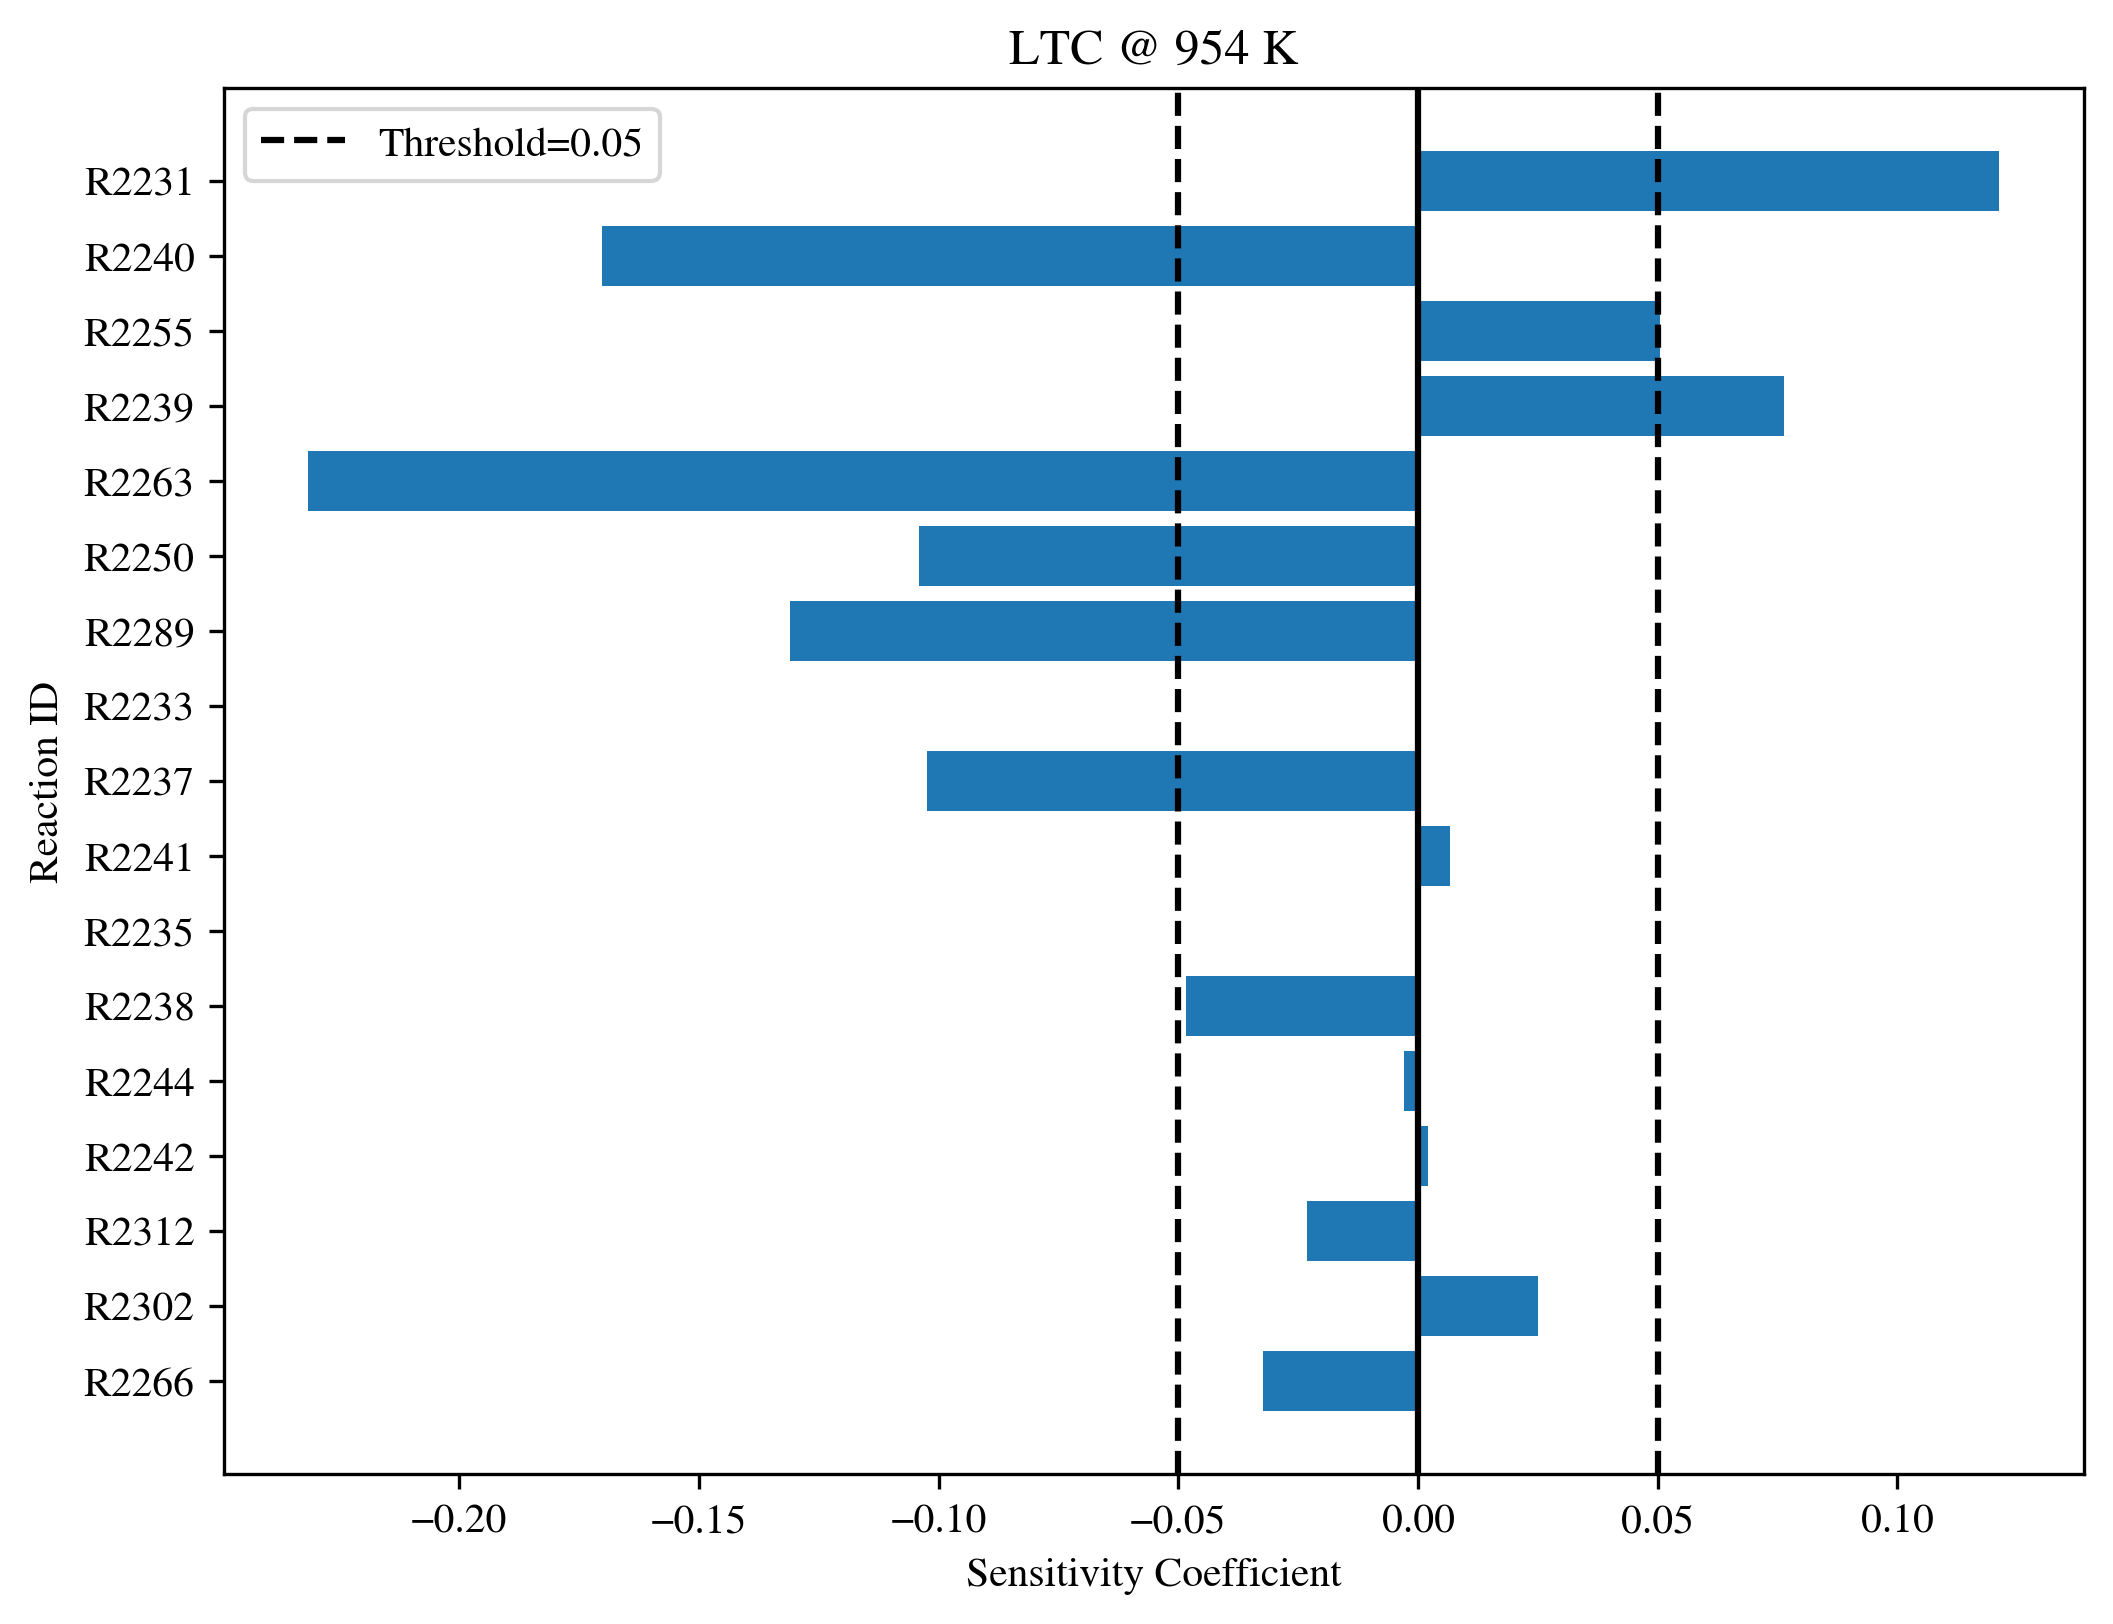 LTC @ 954 K
Threshold=0.05
R2231
R2240
R2255
R2239
R2263
R2250
R2289
R2233
R2237
R2241
R2235
R2238
R2244
R2242
R2312
R2302
R2266
Reaction ID
−0.20 −0.15 −0.10 −0.05 0.00 0.05 0.10
Sensitivity Coefficient